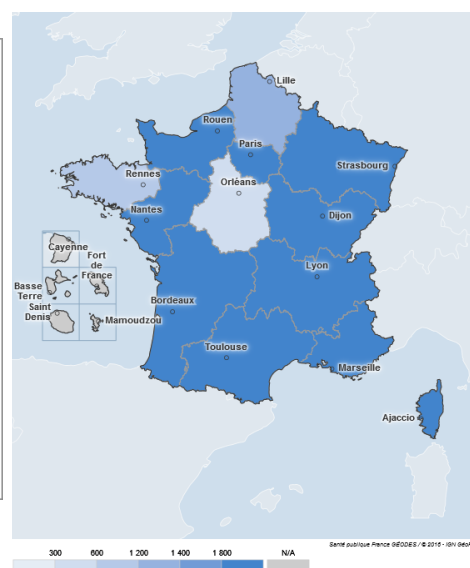 Lille
Rouen
Paris
Strasbourg
Rennes
Orléans
Nantes
Dijon
Cayenne
Fort
de
France
Basse
Terre
Saint
Denis
Mamoudzou
Lyon
Bordeaux
Toulouse
Marseille
Ajaccio
Santé publique France GÉODES / © 2016 - IGN Géo
300 600 1 200 1 400 1 800 N/A